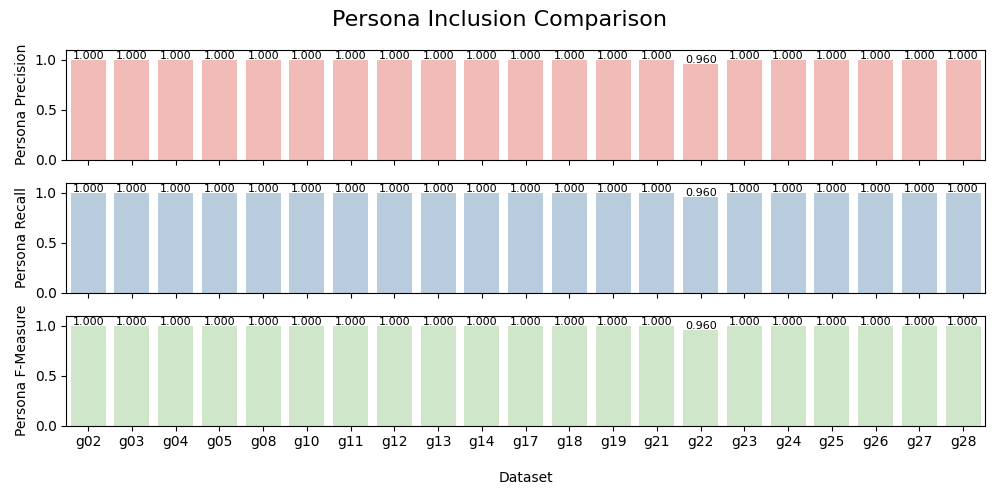 Persona Inclusion Comparison
1.000 1.000 1.000 1.000 1.000 1.000 1.000 1.000 1.000 1.000 1.000 1.000 1.000 1.000 0.960 1.000 1.000 1.000 1.000 1.000 1.000
Persona Precision
1.0
0.5
0.0
1.000 1.000 1.000 1.000 1.000 1.000 1.000 1.000 1.000 1.000 1.000 1.000 1.000 1.000 0.960 1.000 1.000 1.000 1.000 1.000 1.000
Persona Recall
1.0
0.5
0.0
1.000 1.000 1.000 1.000 1.000 1.000 1.000 1.000 1.000 1.000 1.000 1.000 1.000 1.000 0.960 1.000 1.000 1.000 1.000 1.000 1.000
Persona F-Measure
1.0
0.5
0.0
g02 g03 g04 g05 g08 g10 g11 g12 g13 g14 g17 g18 g19 g21 g22 g23 g24 g25 g26 g27 g28
Dataset